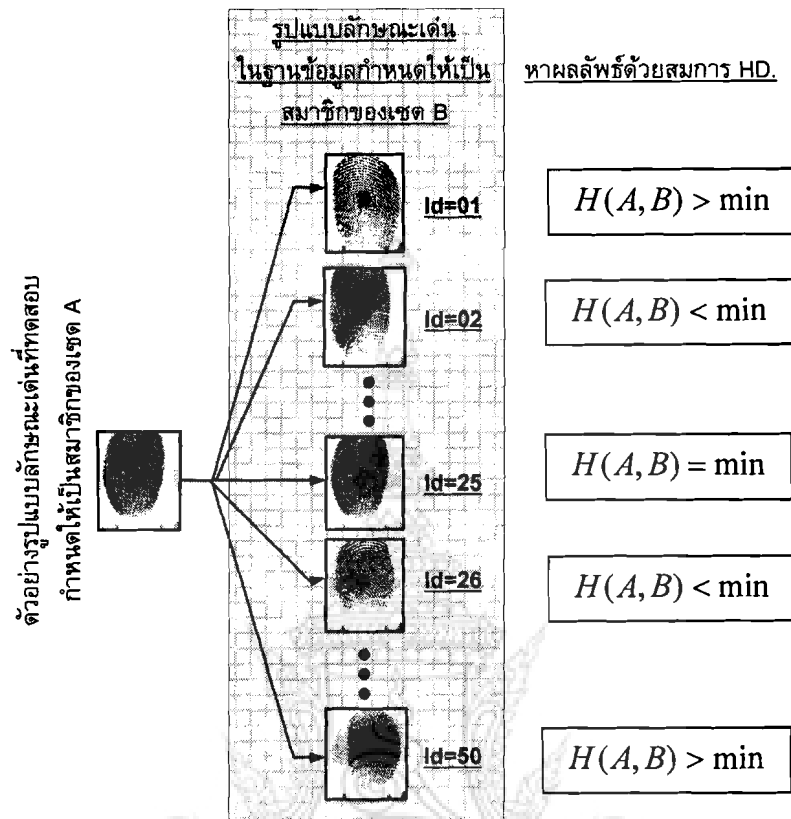 รูปแบบลักษณะเด่น
ในฐานข้อมูลกำหนดให้เป็น
สมาชิกของเซต B
หาผลลัพธ์ด้วยสมการ HD.
ตัวอย่างรูปแบบลักษณะเด่นที่ทดสอบ
กำหนดให้เป็นสมาชิกของเซต A
Id=01
H(A,B) > min
Id=02
H(A,B) < min
Id=25
H(A,B) = min
Id=26
H(A,B) < min
Id=50
H(A,B) > min